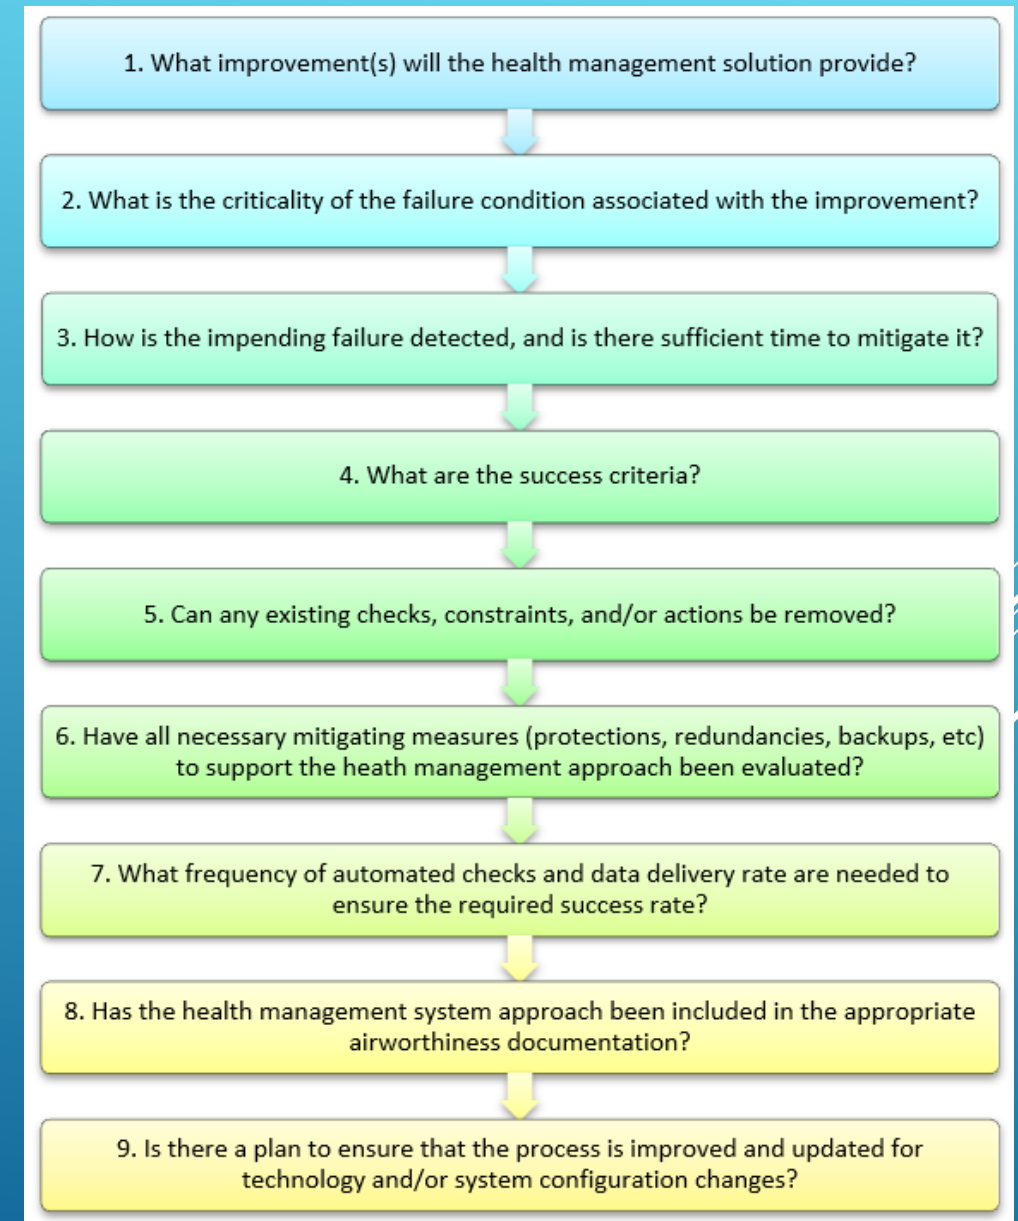 1. What improvement(s) will the health management solution provide?
2. What is the criticality of the failure condition associated with the improvement?
3. How is the impending failure detected, and is there sufficient time to mitigate it?
4. What are the success criteria?
5. Can any existing checks, constraints, and/or actions be removed?
6. Have all necessary mitigating measures (protections, redundancies, backups, etc)
to support the heath management approach been evaluated?
7. What frequency of automated checks and data delivery rate are needed to
ensure the required success rate?
8. Has the health management system approach been included in the appropriate
airworthiness documentation?
9. Is there a plan to ensure that the process is improved and updated for
technology and/or system configuration changes?